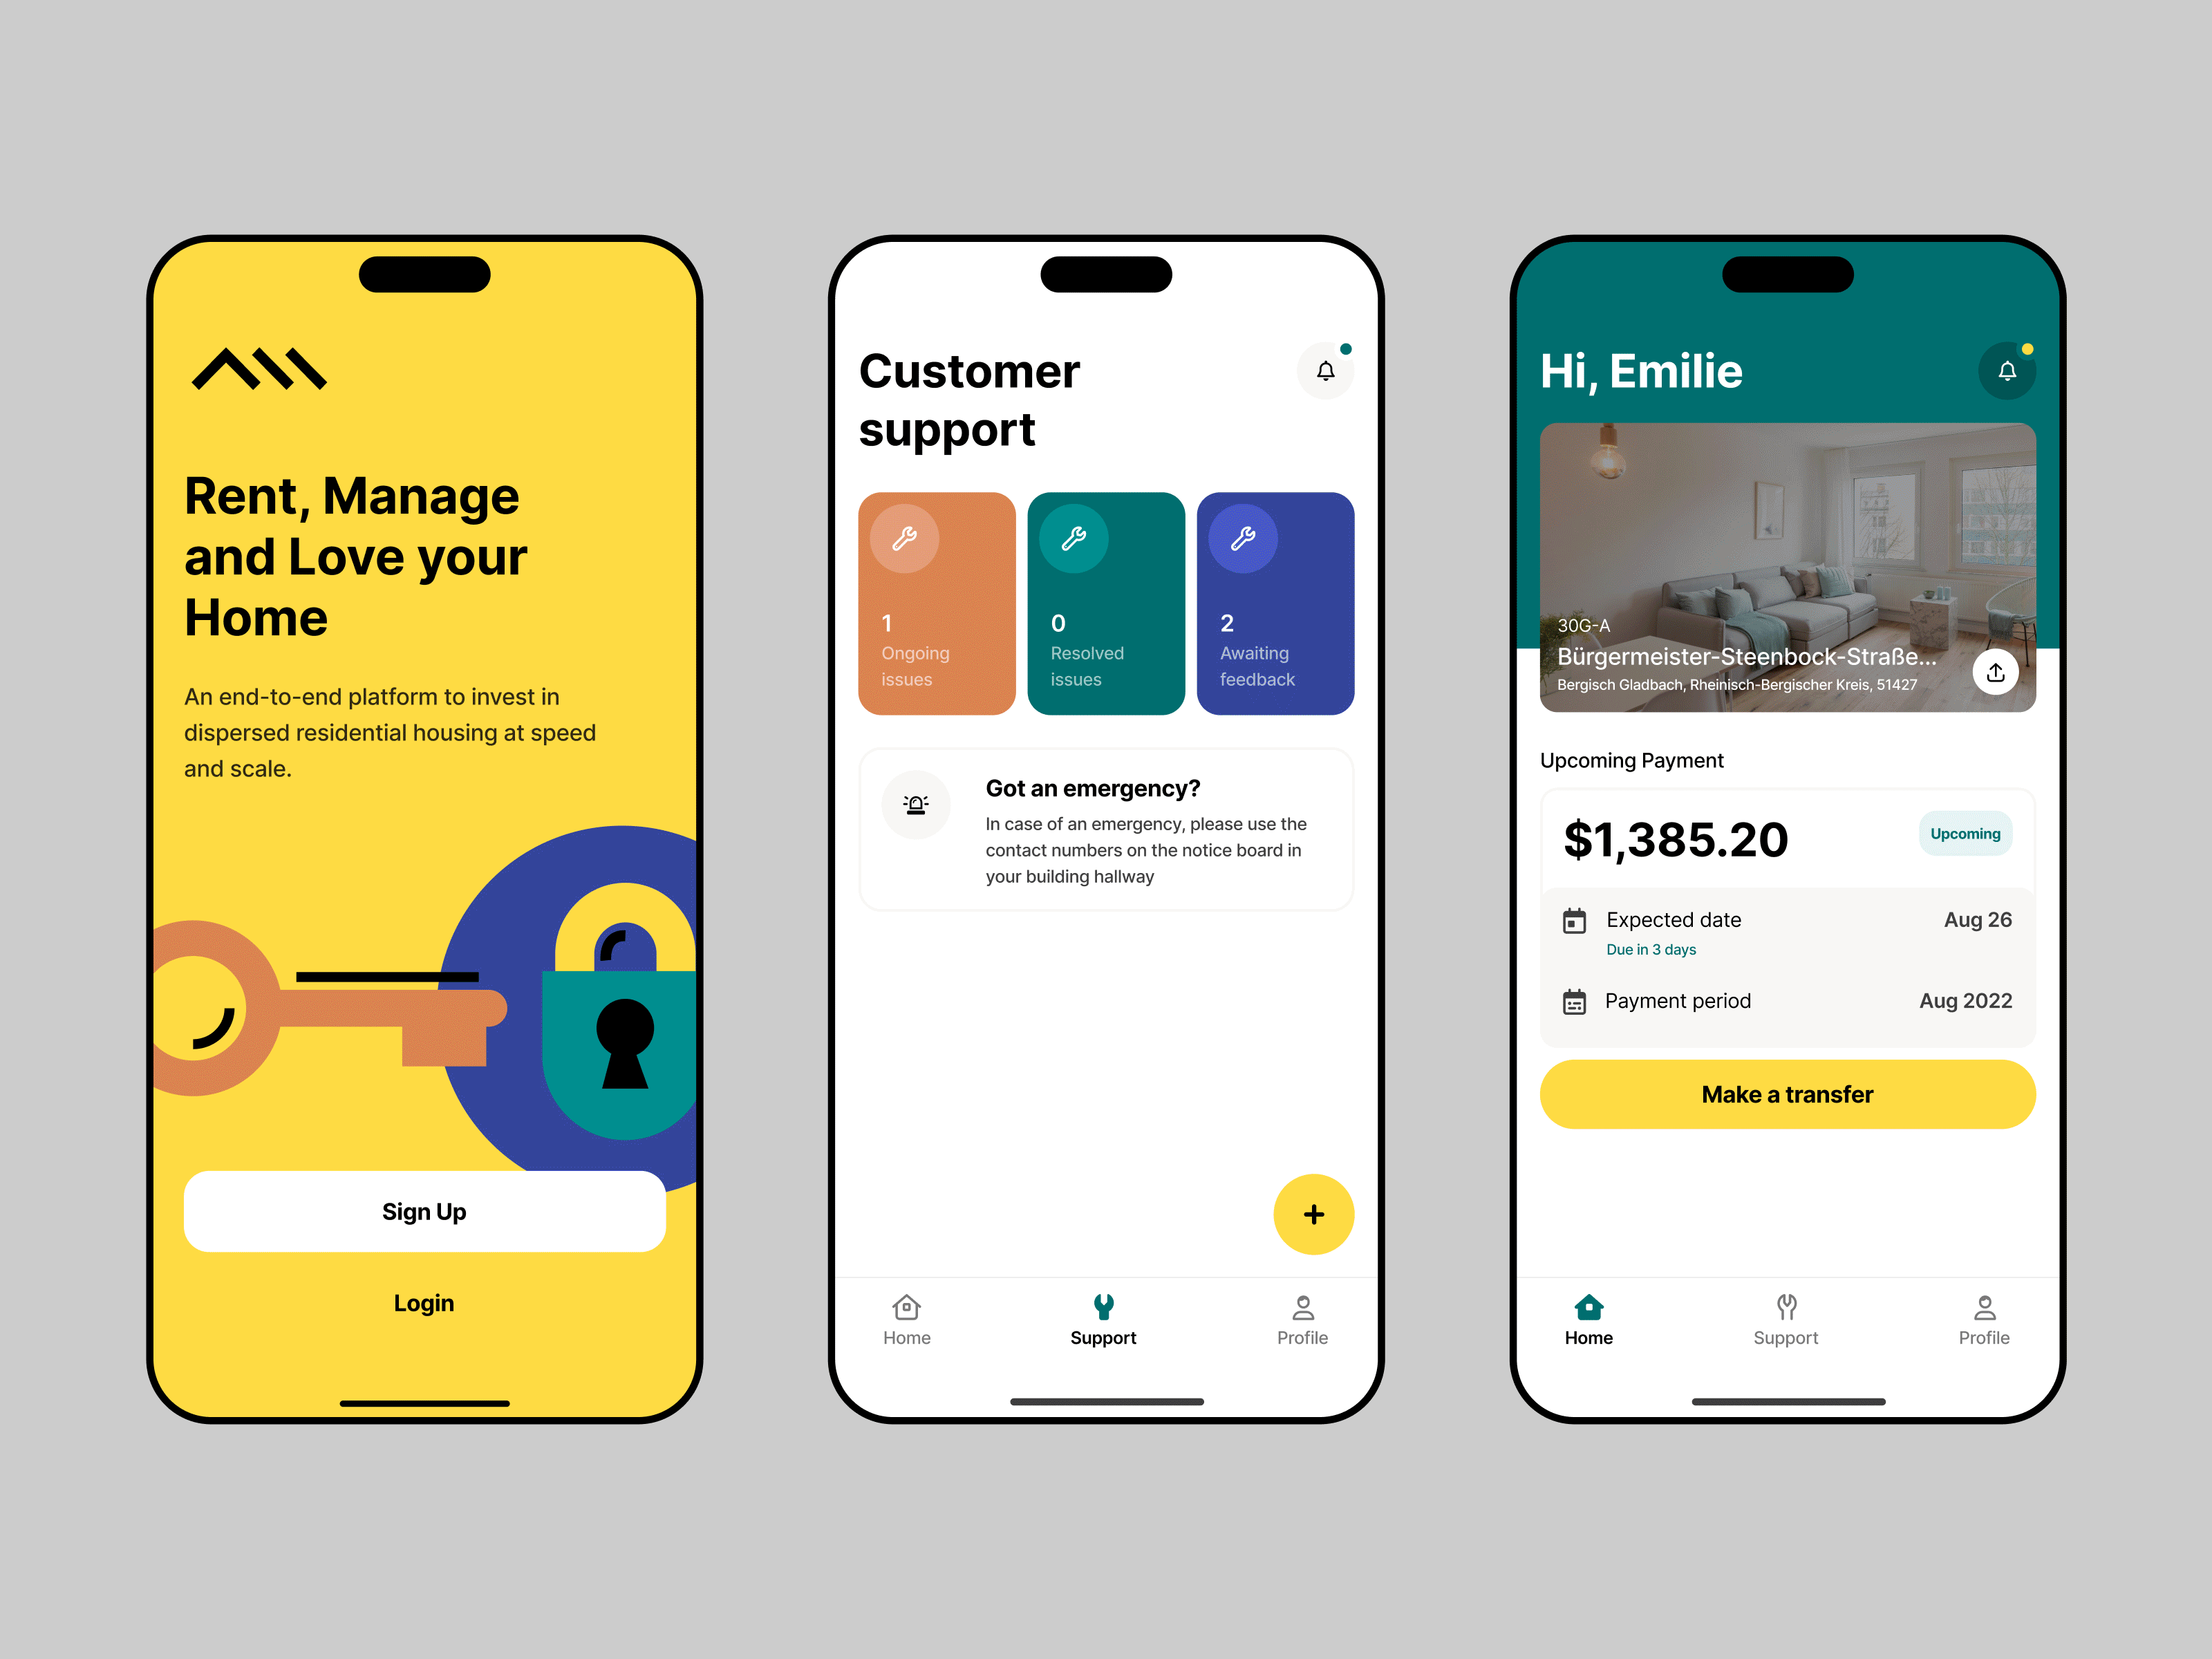 Rent, Manage
and Love your
Home
An end-to-end platform to invest in
dispersed residential housing at speed
and scale.
Sign Up
Login
Customer
support
1
Ongoing
issues
0
Resolved
issues
2
Awaiting
feedback
Got an emergency?
In case of an emergency, please use the
contact numbers on the notice board in
your building hallway
Home
Support
Profile
Hi, Emilie
30G-A
Bürgermeister-Steenbock-Straße...
Bergisch Gladbach, Rheinisch-Bergischer Kreis, 51427
Upcoming Payment
$1,385.20
Upcoming
Expected date
Aug 26
Due in 3 days
Payment period
Aug 2022
Make a transfer
Home
Support
Profile